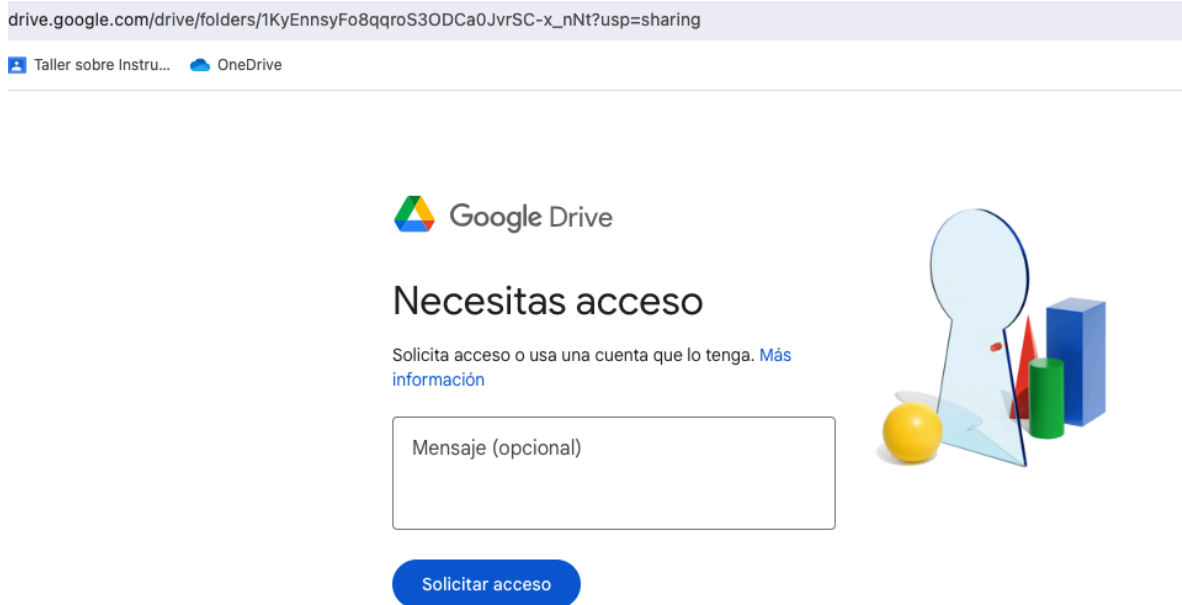 drive.google.com/drive/folders/1KyEnnsyFo8qqroS3ODCa0JvrSC-x_nNt?usp=sharing
Taller sobre Instru... OneDrive
Google Drive
Necesitas acceso
Solicita acceso o usa una cuenta que lo tenga. Más
información
Mensaje (opcional)
Solicitar acceso